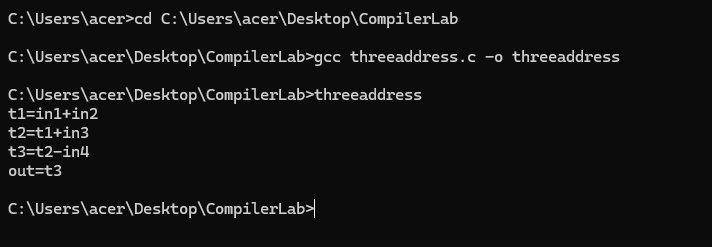 C:\Users\acer>cd C:\Users\acer\Desktop\CompilerLab
C:\Users\acer\Desktop\CompilerLab>gcc threeaddress.c -o threeaddress
C:\Users\acer\Desktop\CompilerLab>threeaddress
t1=in1+in2
t2=t1+in3
t3=t2-in4
out=t3
C:\Users\acer\Desktop\CompilerLab>